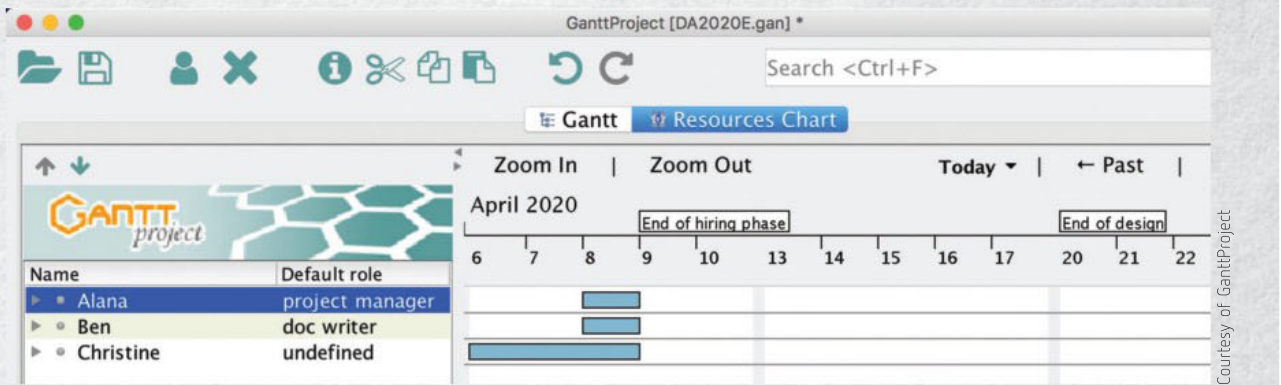 GanttProject [DA2020E.gan] *
Search <Ctrl+F>
Gantt Resources Chart
Zoom In | Zoom Out Today | ← Past |
GANTT
project
April 2020
End of hiring phase End of design
6 7 8 9 10 13 14 15 16 17 20 21 22
Name Default role
Alana project manager
Ben doc writer
Christine undefined
Courtesy of GanttProject